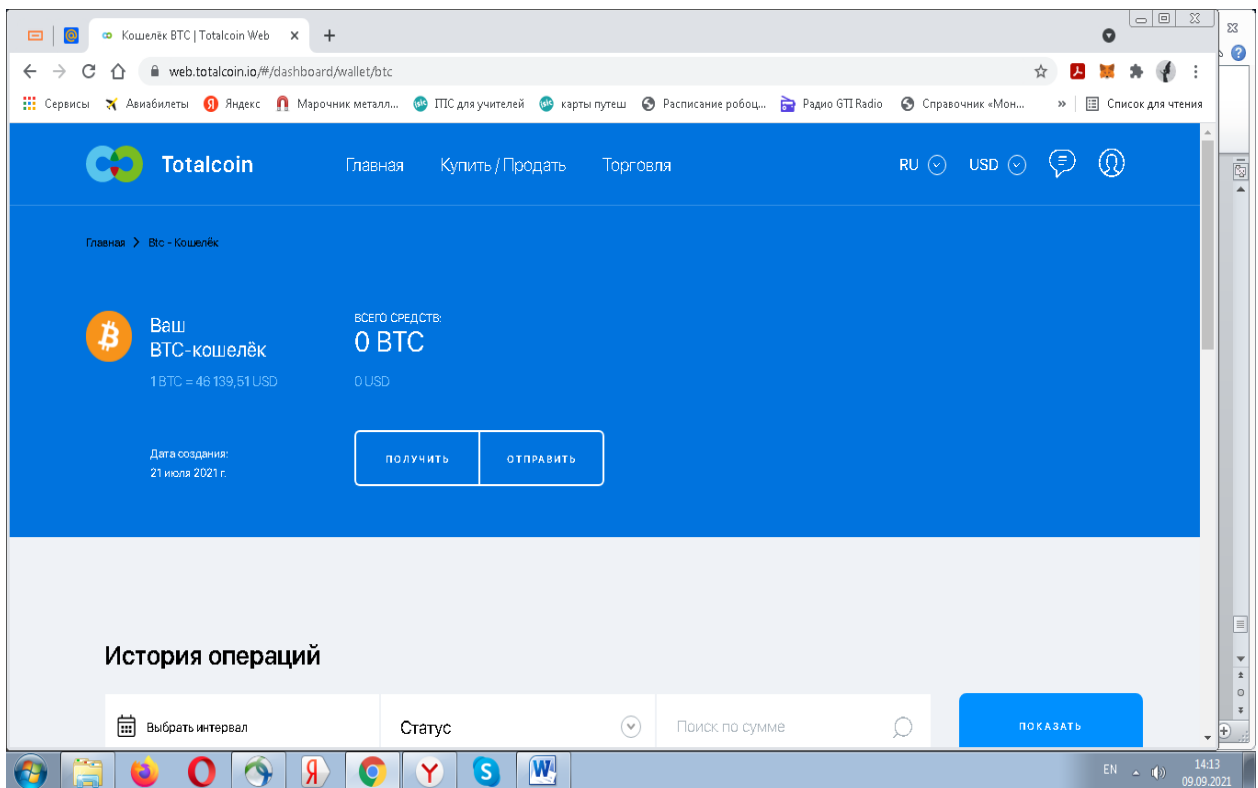 Кошелёк BTC | Totalcoin Web
web.totalcoin.io/#/dashboard/wallet/btc
Сервисы Авиабилеты Яндекс Марочник металл... ITIC для учителей карты путеш Расписание робоц... Радио GTI Radio Справочник «Мон... » Список для чтения
Totalcoin Главная Купить / Продать Торговля RU USD
Главная > Btc - Кошелёк
Ваш
BTC-кошелёк
1 BTC = 46 139,51 USD
ВСЕГО СРЕДСТВ:
0 BTC
0 USD
Дата создания:
21 июля 2021 г.
ПОЛУЧИТЬ ОТПРАВИТЬ
История операций
Выбрать интервал Статус Поиск по сумме ПОКАЗАТЬ
EN 14:13
09.09.2021